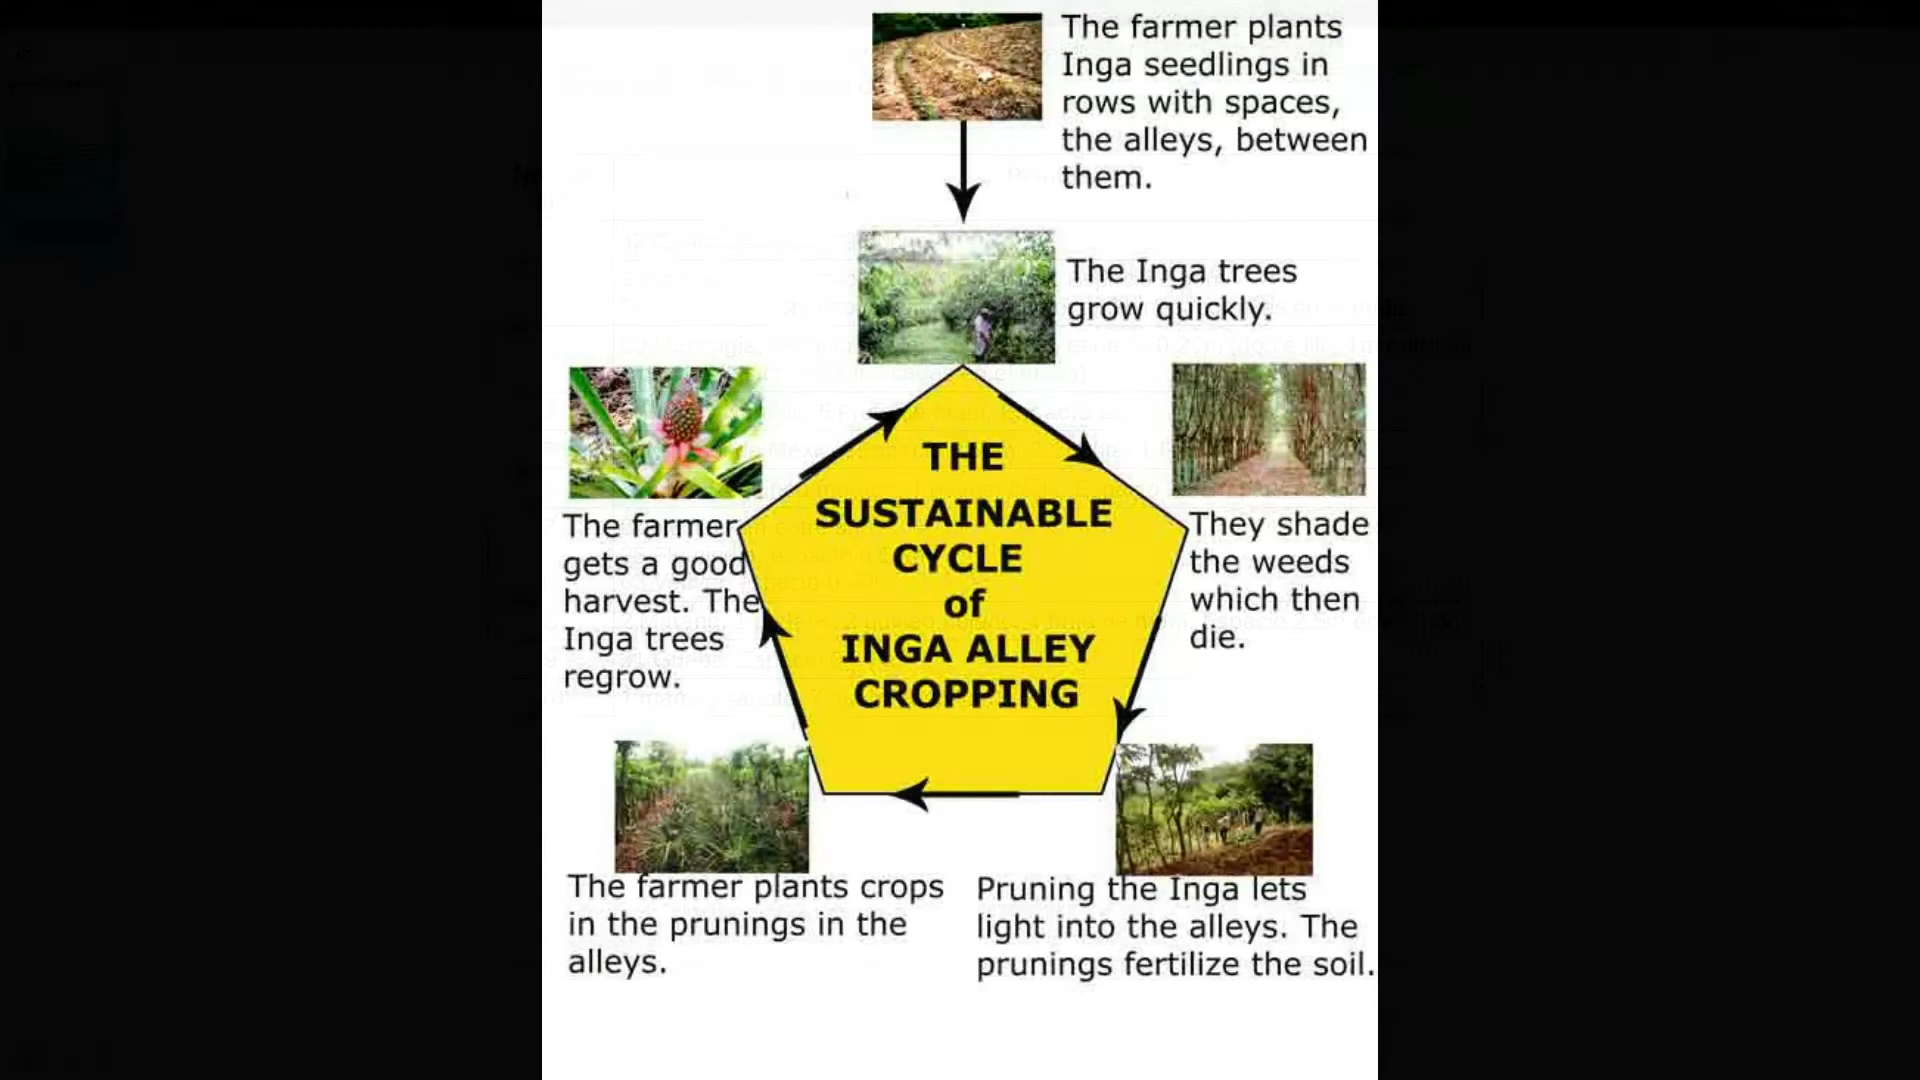 The farmer plants
Inga seedlings in
rows with spaces,
the alleys, between
them.
The Inga trees
grow quickly.
They shade
the weeds
which then
die.
Pruning the Inga lets
light into the alleys. The
prunings fertilize the soil.
The farmer plants crops
in the prunings in the
alleys.
The farmer
gets a good
harvest. The
Inga trees
regrow.
THE
SUSTAINABLE
CYCLE
of
INGA ALLEY
CROPPING